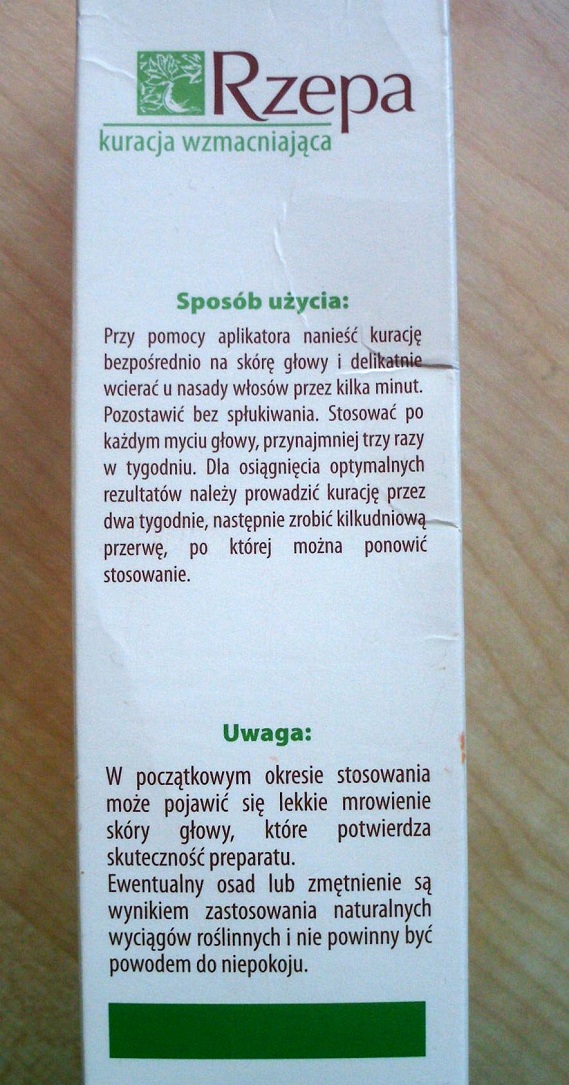 Rzepa
kuracja wzmacniająca
Sposób użycia:
Przy pomocy aplikatora nanieść kurację
bezpośrednio na skórę głowy i delikatnie
wcierać u nasady włosów przez kilka minut.
Pozostawić bez spłukiwania. Stosować po
każdym myciu głowy, przynajmniej trzy razy
w tygodniu. Dla osiągnięcia optymalnych
rezultatów należy prowadzić kurację przez
dwa tygodnie, następnie zrobić kilkudniową
przerwę, po której można ponowić
stosowanie.
Uwaga:
W początkowym okresie stosowania
może pojawić się lekkie mrowienie
skóry głowy, które potwierdza
skuteczność preparatu.
Ewentualny osad lub zmętnienie są
wynikiem zastosowania naturalnych
wyciągów roślinnych i nie powinny być
powodem do niepokoju.